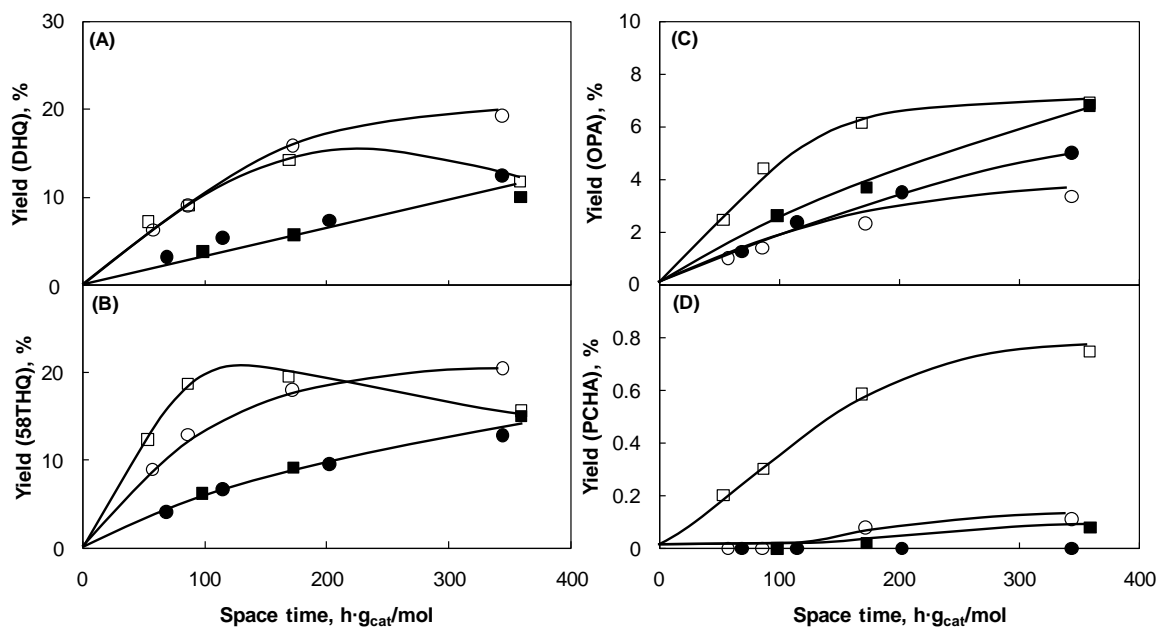 (A)
30
20
10
0
Yield (DHQ), %
(B)
20
10
0
Yield (58THQ), %
0 100 200 300 400
Space time, h·gcat/mol
(C)
10
8
6
4
2
0
Yield (OPA), %
(D)
0.8
0.6
0.4
0.2
0
Yield (PCHA), %
0 100 200 300 400
Space time, h·gcat/mol